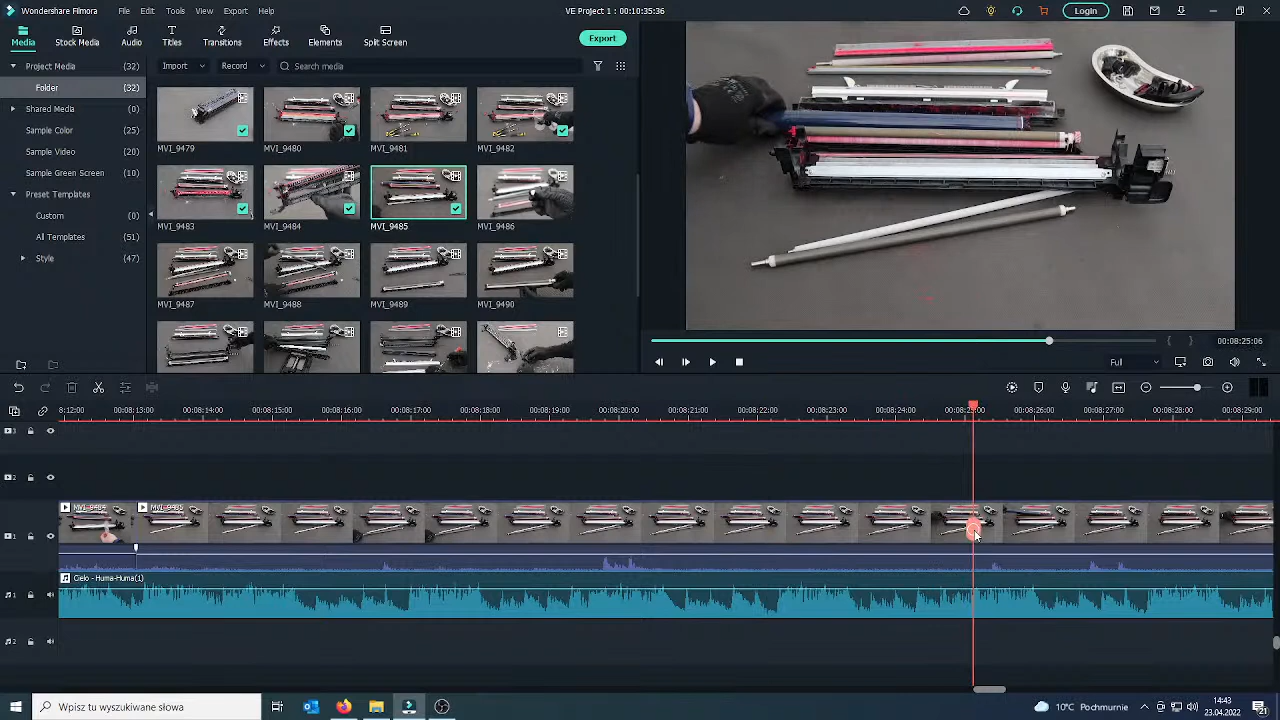 Wondershare Filmora
File
Edit
Tools
View
Export
Help
VE Project 1 : 00:10:35:36
Login
Media
Stock Media
Audio
Titles
Transitions
Effects
Elements
Split Screen
Export
Project Media
Import
Record
Search media
Folder (32)
Shared Media (0)
Sample Color (25)
Sample Video (20)
Sample Green Screen (10)
Preset Templates
Custom (0)
All Templates (51)
Style (47)
MVI_9479
MVI_9480
MVI_9481
MVI_9482
MVI_9483
MVI_9484
MVI_9485
MVI_9486
MVI_9487
MVI_9488
MVI_9489
MVI_9490
00:08:25:06
Full
8:12:00
00:08:13:00
00:08:14:00
00:08:15:00
00:08:16:00
00:08:17:00
00:08:18:00
00:08:19:00
00:08:20:00
00:08:21:00
00:08:22:00
00:08:23:00
00:08:24:00
00:08:26:00
00:08:27:00
00:08:28:00
00:08:29:00
3
2
MVI_9484
MVI_9485
1
Cielo - Huma-Huma(1)
1
2
Wpisz tu wyszukiwane słowa
10°C Pochmurnie
14:43
23.04.2022